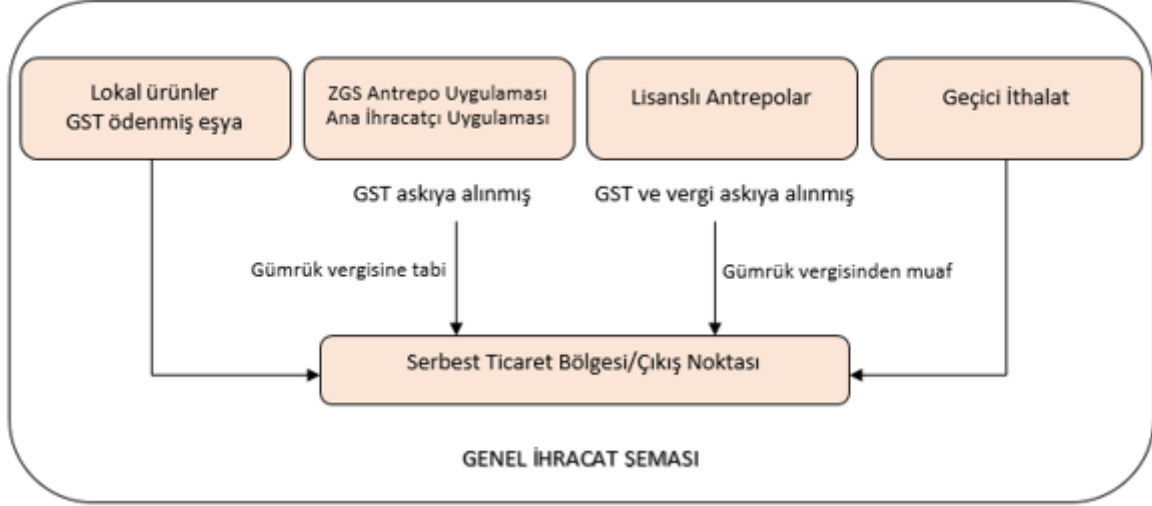 Lokal ürünler
GST ödenmiş eşya
ZGS Antrepo Uygulaması
Ana İhracatçı Uygulaması
Lisanslı Antrepolar
Geçici İthalat
GST askıya alınmış
GST ve vergi askıya alınmış
Gümrük vergisine tabi
Gümrük vergisinden muaf
Serbest Ticaret Bölgesi/Çıkış Noktası
GENEL İHRACAT ŞEMASI